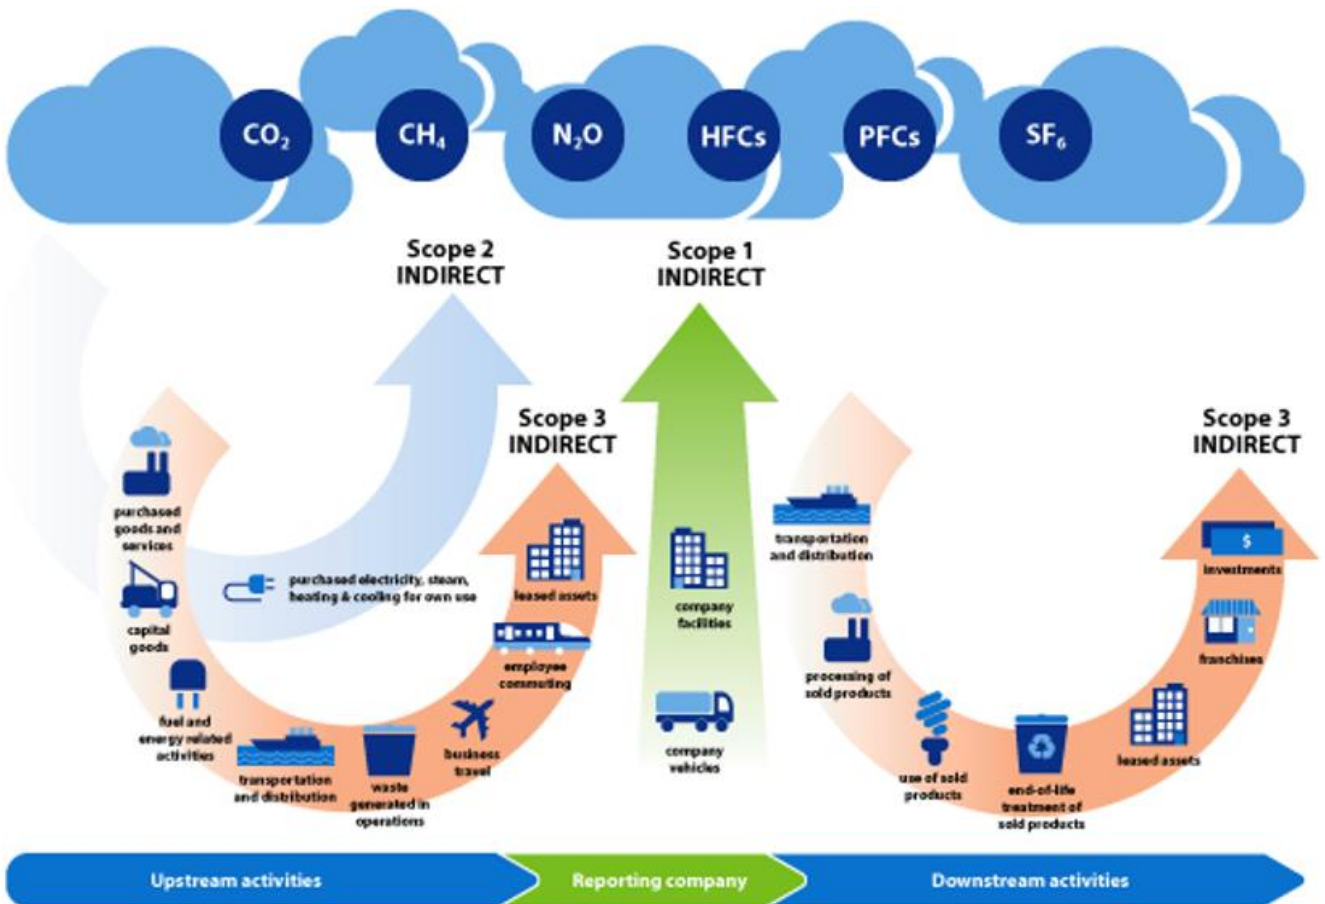 CO₂
CH₄
N₂O
HFCs
PFCs
SF₆
Scope 2
INDIRECT
Scope 1
INDIRECT
Scope 3
INDIRECT
Scope 3
INDIRECT
purchased
goods and
services
capital
goods
fuel and
energy related
activities
transportation
and distribution
waste
generated in
operations
business
travel
employee
commuting
leased assets
purchased electricity, steam,
heating & cooling for own use
company
facilities
company
vehicles
transportation
and distribution
processing of
sold products
use of sold
products
end-of-life
treatment of
sold products
leased assets
franchises
$
investments
Upstream activities
Reporting company
Downstream activities